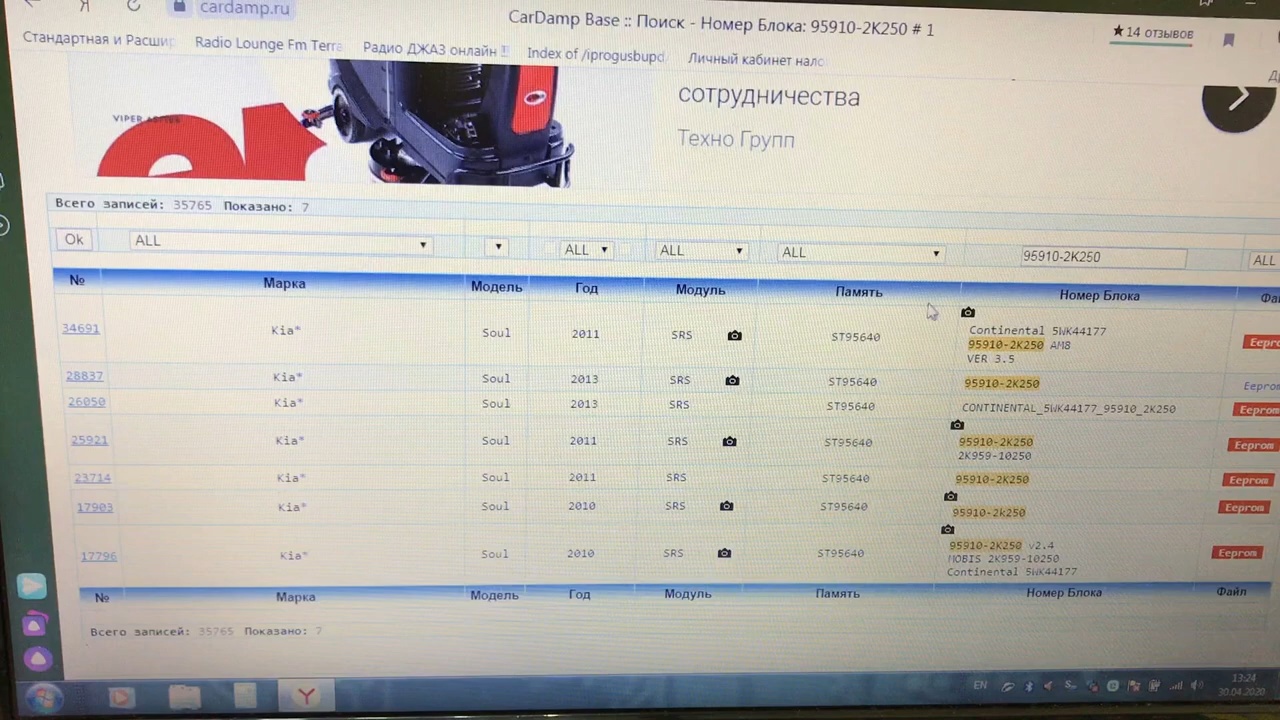 cardamp.ru
CarDamp Base :: Поиск - Номер Блока: 95910-2K250 # 1
★14 отзывов
Стандартная и Расшир
Radio Lounge Fm Terra
Радио ДЖАЗ онлайн !!
Index of /iprogusbupd
Личный кабинет нало
VIPER
сотрудничества
Техно Групп
Всего записей: 35765 Показано: 7
Ok ALL ALL ALL ALL 95910-2K250 ALL
№ Марка Модель Год Модуль Память Номер Блока Фай
34691 Kia* Soul 2011 SRS ST95640 Continental 5WK44177 Eepro
95910-2K250 AM8
VER 3.5
28837 Kia* Soul 2013 SRS ST95640 95910-2K250 Eeprom
26050 Kia* Soul 2013 SRS ST95640 CONTINENTAL_5WK44177_95910_2K250 Eeprom
25921 Kia* Soul 2011 SRS ST95640 95910-2K250 Eeprom
2K959-10250
23714 Kia* Soul 2011 SRS ST95640 95910-2K250 Eeprom
17903 Kia* Soul 2010 SRS ST95640 95910-2K250 Eeprom
17796 Kia* Soul 2010 SRS ST95640 95910-2K250 v2.4 Eeprom
MOBIS 2K959-10250
Continental 5WK44177
№ Марка Модель Год Модуль Память Номер Блока Файл
Всего записей: 35765 Показано: 7
EN
13:24
30.04.2020